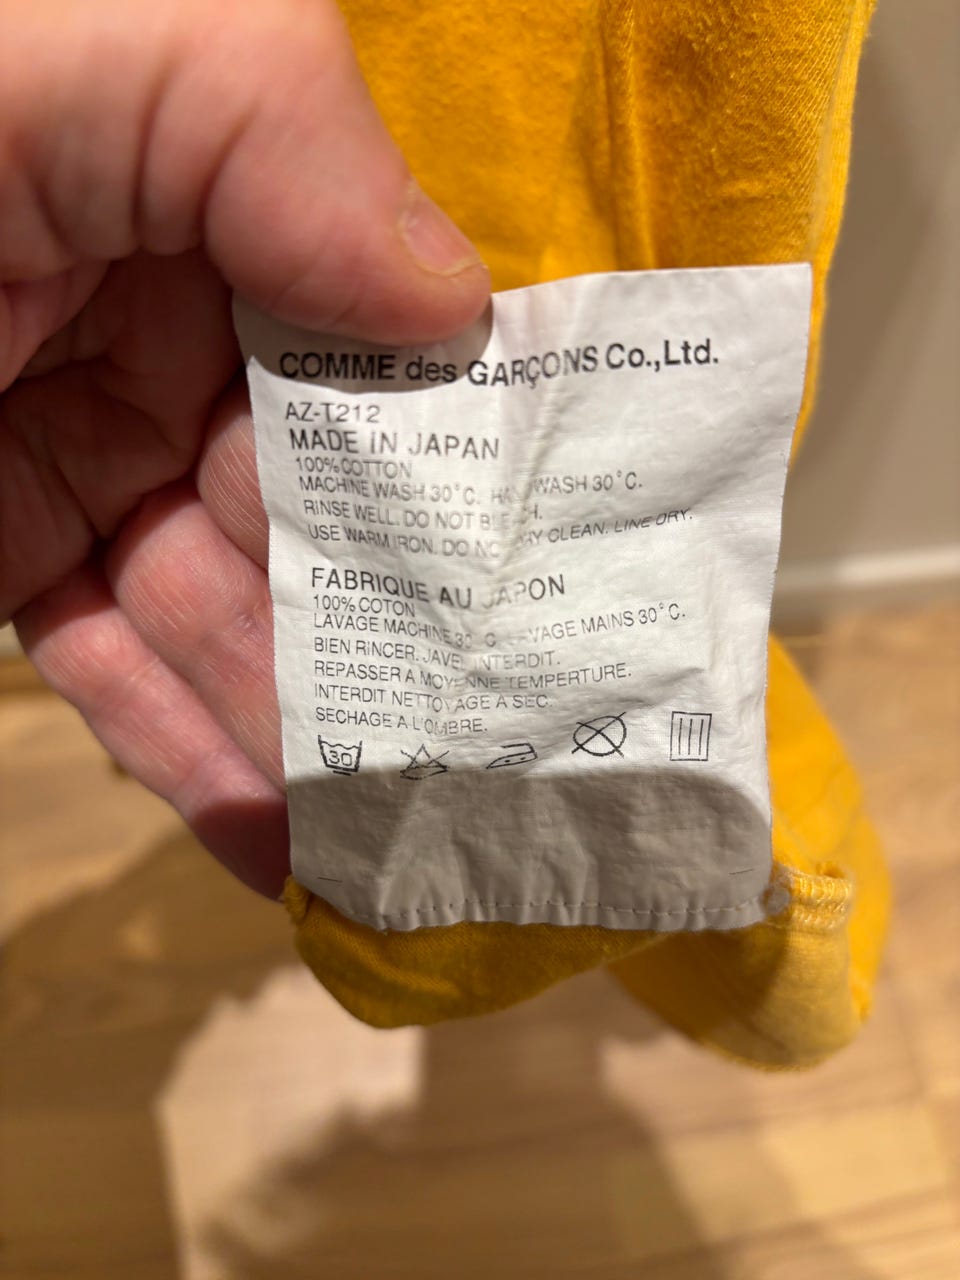 COMME des GARÇONS Co.,Ltd.
AZ-T212
MADE IN JAPAN
100% COTTON
MACHINE WASH 30°C. WASH 30°C.
RINSE WELL. DO NOT
USE WARM IRON. DO CLEAN. LINE DRY.
FABRIQUE AU JAPON
100% COTON
LAVAGE MACHINE 30°C LAVAGE MAINS 30°C.
BIEN RINCER. JAVEL INTERDIT.
REPASSER A MOYENNE TEMPERTURE.
INTERDIT NETTOYAGE A SEC.
SECHAGE A L'OMBRE.
30